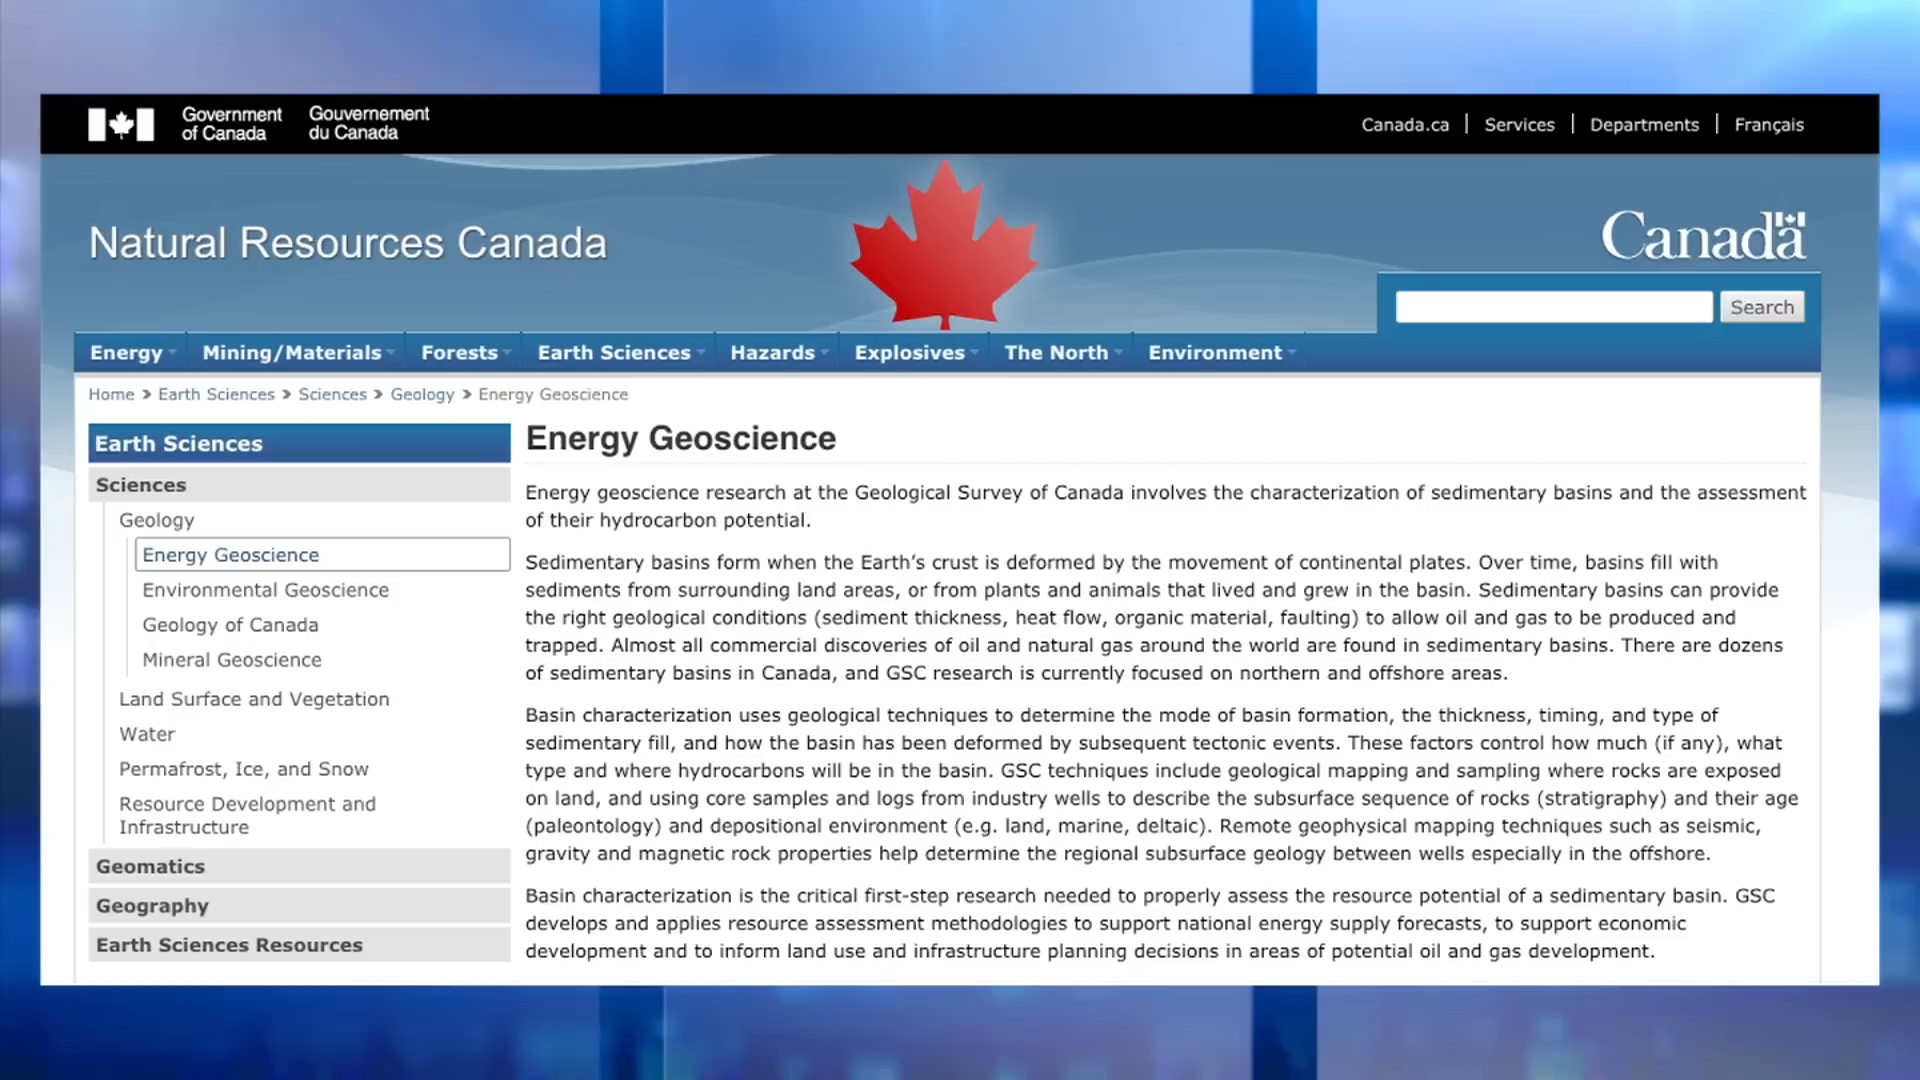 Government
of Canada
Gouvernement
du Canada
Canada.ca
Services
Departments
Français
Natural Resources Canada
Canada
Search
Energy
Mining/Materials
Forests
Earth Sciences
Hazards
Explosives
The North
Environment
Home > Earth Sciences > Sciences > Geology > Energy Geoscience
Earth Sciences
Sciences
Geology
Energy Geoscience
Environmental Geoscience
Geology of Canada
Mineral Geoscience
Land Surface and Vegetation
Water
Permafrost, Ice, and Snow
Resource Development and
Infrastructure
Geomatics
Geography
Earth Sciences Resources
Energy Geoscience
Energy geoscience research at the Geological Survey of Canada involves the characterization of sedimentary basins and the assessment
of their hydrocarbon potential.
Sedimentary basins form when the Earth’s crust is deformed by the movement of continental plates. Over time, basins fill with
sediments from surrounding land areas, or from plants and animals that lived and grew in the basin. Sedimentary basins can provide
the right geological conditions (sediment thickness, heat flow, organic material, faulting) to allow oil and gas to be produced and
trapped. Almost all commercial discoveries of oil and natural gas around the world are found in sedimentary basins. There are dozens
of sedimentary basins in Canada, and GSC research is currently focused on northern and offshore areas.
Basin characterization uses geological techniques to determine the mode of basin formation, the thickness, timing, and type of
sedimentary fill, and how the basin has been deformed by subsequent tectonic events. These factors control how much (if any), what
type and where hydrocarbons will be in the basin. GSC techniques include geological mapping and sampling where rocks are exposed
on land, and using core samples and logs from industry wells to describe the subsurface sequence of rocks (stratigraphy) and their age
(paleontology) and depositional environment (e.g. land, marine, deltaic). Remote geophysical mapping techniques such as seismic,
gravity and magnetic rock properties help determine the regional subsurface geology between wells especially in the offshore.
Basin characterization is the critical first-step research needed to properly assess the resource potential of a sedimentary basin. GSC
develops and applies resource assessment methodologies to support national energy supply forecasts, to support economic
development and to inform land use and infrastructure planning decisions in areas of potential oil and gas development.